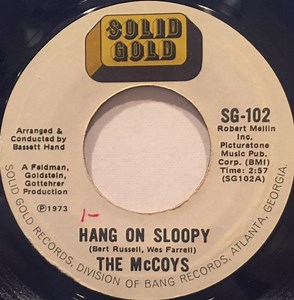 SOLID
GOLD
Arranged &
Conducted by
Bassett Hand
A Feldman,
Goldstein,
Gottehrer
Production
℗1973
SG-102
Robert Mellin
Inc.
Picturetone
Music Pub.
Corp. (BMI)
Time: 2:57
(SG102A)
1-
HANG ON SLOOPY
(Bert Russell, Wes Farrell)
THE McCOYS
SOLID GOLD RECORDS, DIVISION OF BANG RECORDS, ATLANTA, GEORGIA